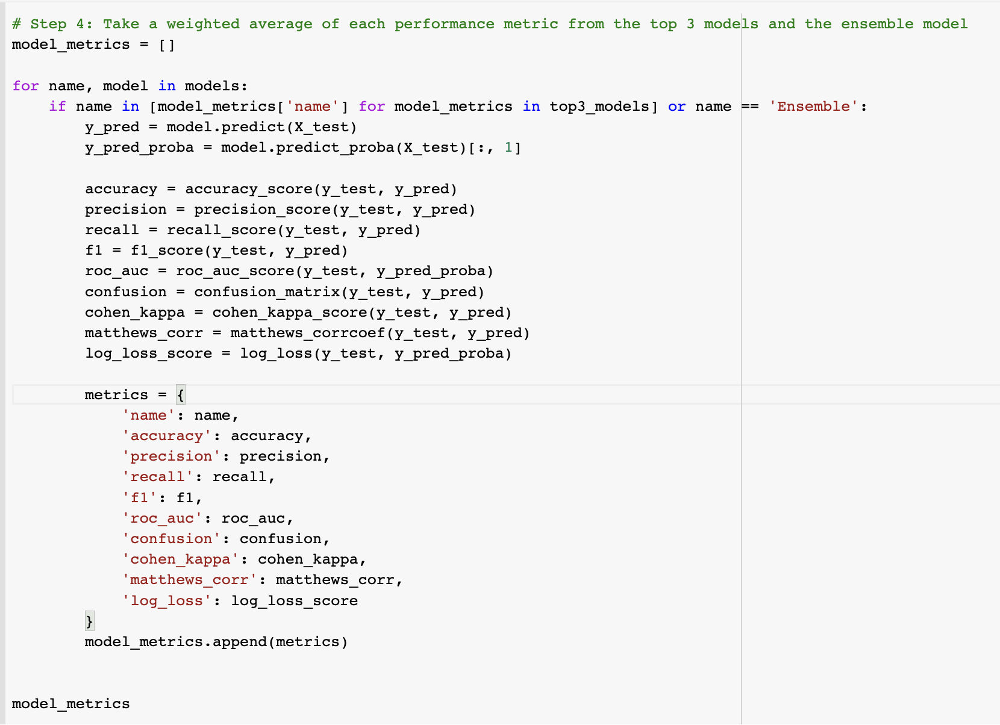 # Step 4: Take a weighted average of each performance metric from the top 3 models and the ensemble model
model_metrics = []

for name, model in models:
    if name in [model_metrics['name'] for model_metrics in top3_models] or name == 'Ensemble':
        y_pred = model.predict(X_test)
        y_pred_proba = model.predict_proba(X_test)[:, 1]

        accuracy = accuracy_score(y_test, y_pred)
        precision = precision_score(y_test, y_pred)
        recall = recall_score(y_test, y_pred)
        f1 = f1_score(y_test, y_pred)
        roc_auc = roc_auc_score(y_test, y_pred_proba)
        confusion = confusion_matrix(y_test, y_pred)
        cohen_kappa = cohen_kappa_score(y_test, y_pred)
        matthews_corr = matthews_corrcoef(y_test, y_pred)
        log_loss_score = log_loss(y_test, y_pred_proba)

        metrics = {
            'name': name,
            'accuracy': accuracy,
            'precision': precision,
            'recall': recall,
            'f1': f1,
            'roc_auc': roc_auc,
            'confusion': confusion,
            'cohen_kappa': cohen_kappa,
            'matthews_corr': matthews_corr,
            'log_loss': log_loss_score
        }
        model_metrics.append(metrics)


model_metrics